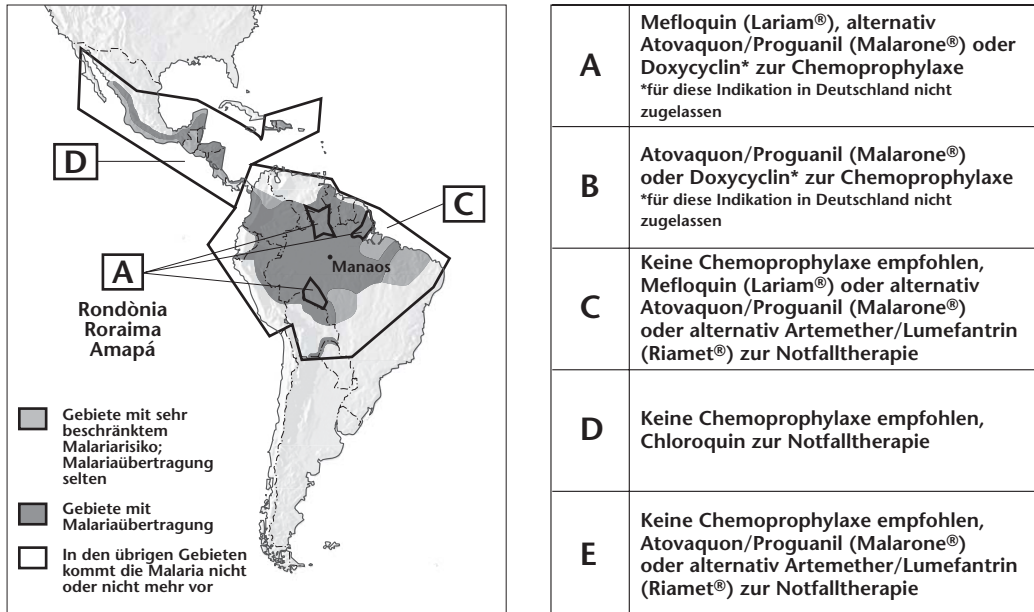 D
C
A
Manaos
Rondònia
Roraima
Amapá
Gebiete mit sehr
beschränktem
Malariarisiko;
Malariaübertragung
selten
Gebiete mit
Malariaübertragung
In den übrigen Gebieten
kommt die Malaria nicht
oder nicht mehr vor
A
Mefloquin (Lariam®), alternativ
Atovaquon/Proguanil (Malarone®) oder
Doxycyclin* zur Chemoprophylaxe
*für diese Indikation in Deutschland nicht
zugelassen
B
Atovaquon/Proguanil (Malarone®)
oder Doxycyclin* zur Chemoprophylaxe
*für diese Indikation in Deutschland nicht
zugelassen
C
Keine Chemoprophylaxe empfohlen,
Mefloquin (Lariam®) oder alternativ
Atovaquon/Proguanil (Malarone®)
oder alternativ Artemether/Lumefantrin
(Riamet®) zur Notfalltherapie
D
Keine Chemoprophylaxe empfohlen,
Chloroquin zur Notfalltherapie
E
Keine Chemoprophylaxe empfohlen,
Atovaquon/Proguanil (Malarone®)
oder alternativ Artemether/Lumefantrin
(Riamet®) zur Notfalltherapie